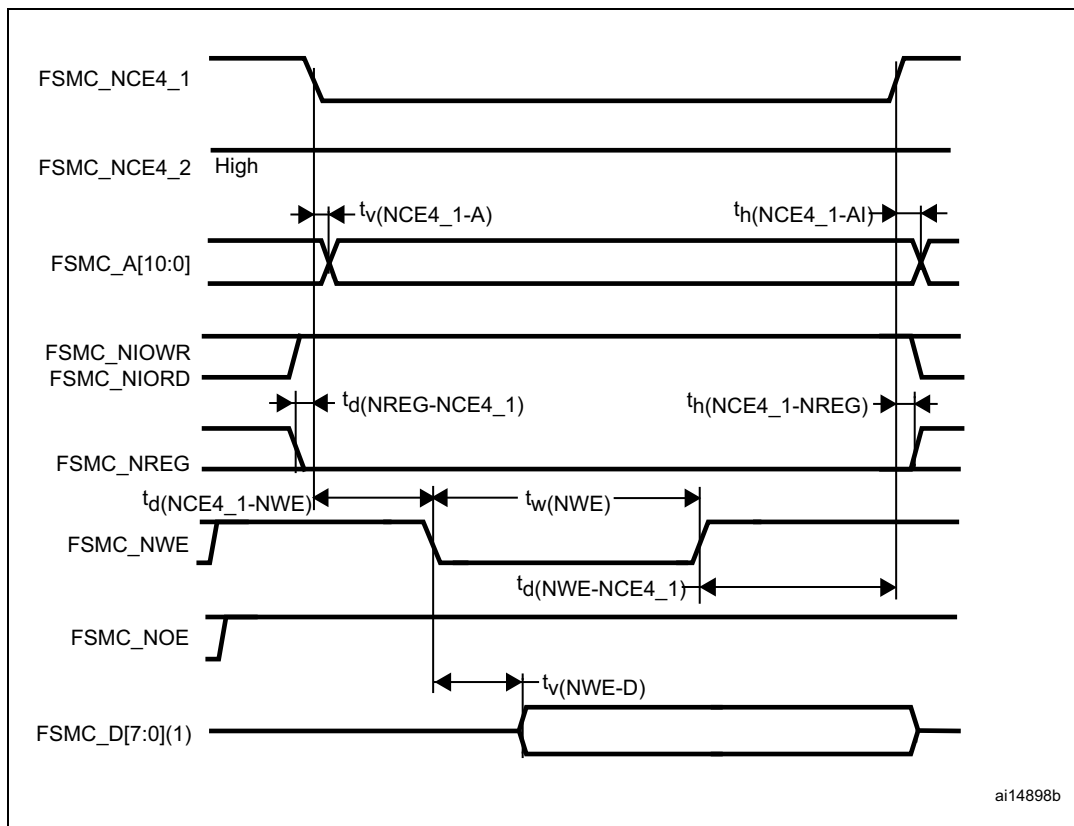 FSMC_NCE4_1
FSMC_NCE4_2 High
tv(NCE4_1-A) th(NCE4_1-AI)
FSMC_A[10:0]
FSMC_NIOWR
FSMC_NIORD
td(NREG-NCE4_1) th(NCE4_1-NREG)
FSMC_NREG
td(NCE4_1-NWE) tw(NWE)
FSMC_NWE
td(NWE-NCE4_1)
FSMC_NOE
tv(NWE-D)
FSMC_D[7:0](1)
ai14898b